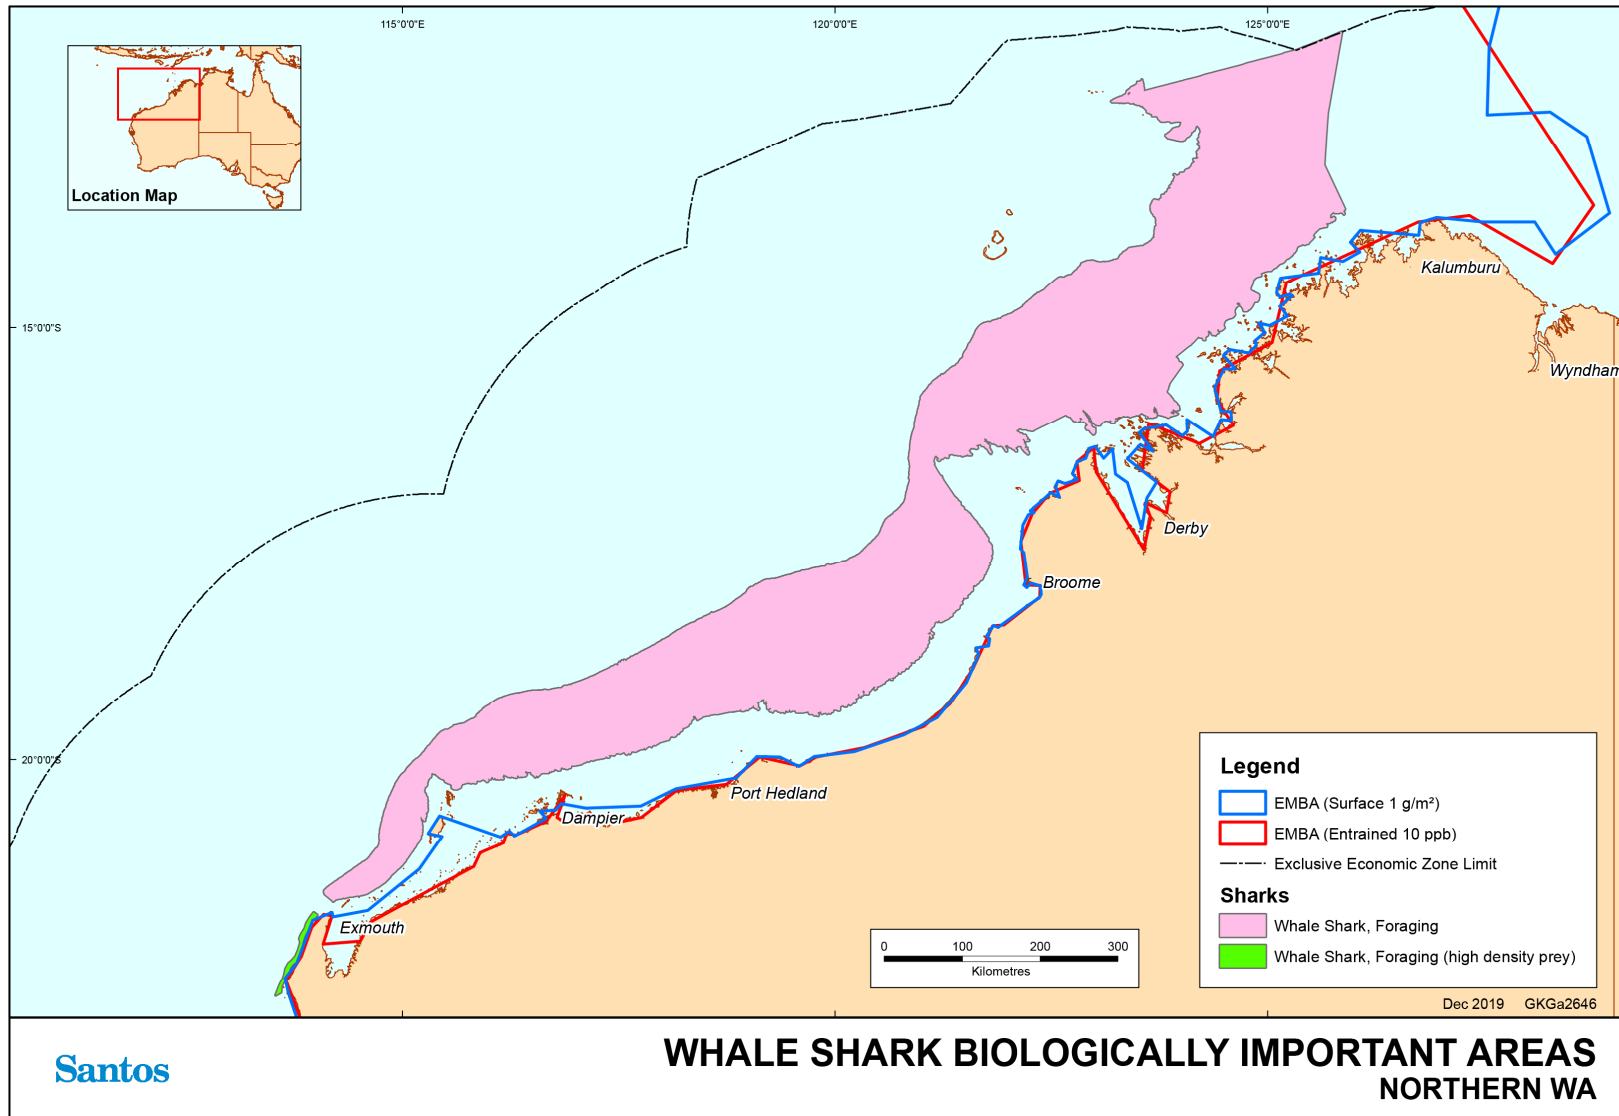 115°0'0"E
120°0'0"E
125°0'0"E
Location Map
Kalumburu
15°0'0"S
Wyndham
Derby
Broome
20°0'0"S
Port Hedland
Dampier
Exmouth
Legend
EMBA (Surface 1 g/m²)
EMBA (Entrained 10 ppb)
Exclusive Economic Zone Limit
Sharks
Whale Shark, Foraging
Whale Shark, Foraging (high density prey)
0 100 200 300
Kilometres
Dec 2019 GKGa2646
Santos
WHALE SHARK BIOLOGICALLY IMPORTANT AREAS
NORTHERN WA